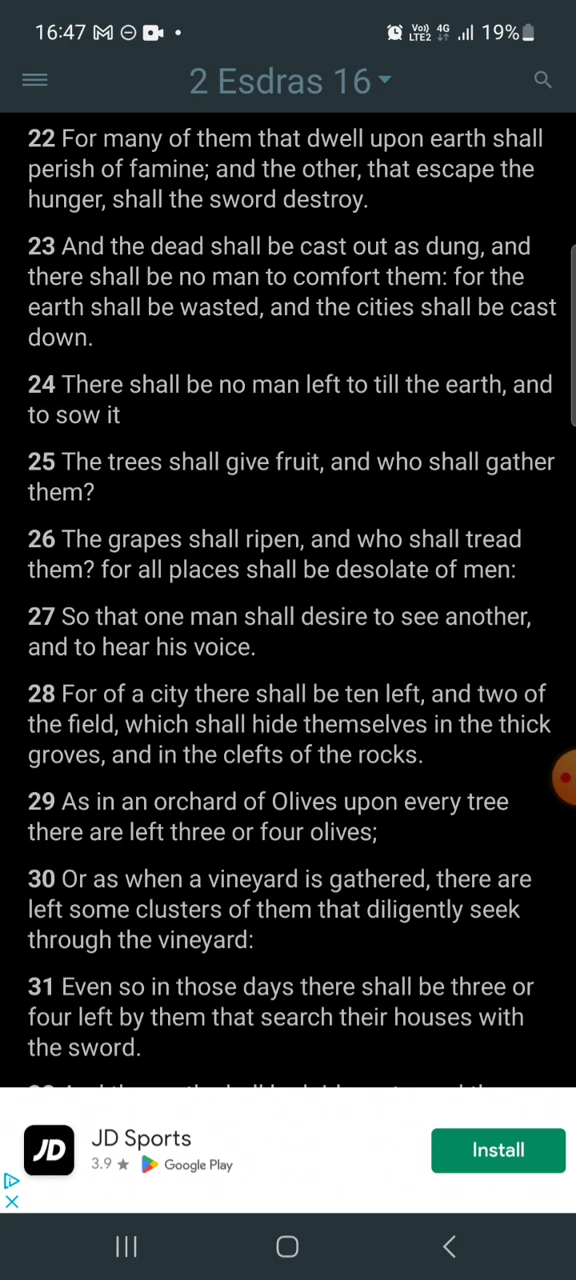 16:47
Vo)) 4G
LTE2
19%
2 Esdras 16
22 For many of them that dwell upon earth shall
perish of famine; and the other, that escape the
hunger, shall the sword destroy.
23 And the dead shall be cast out as dung, and
there shall be no man to comfort them: for the
earth shall be wasted, and the cities shall be cast
down.
24 There shall be no man left to till the earth, and
to sow it
25 The trees shall give fruit, and who shall gather
them?
26 The grapes shall ripen, and who shall tread
them? for all places shall be desolate of men:
27 So that one man shall desire to see another,
and to hear his voice.
28 For of a city there shall be ten left, and two of
the field, which shall hide themselves in the thick
groves, and in the clefts of the rocks.
29 As in an orchard of Olives upon every tree
there are left three or four olives;
30 Or as when a vineyard is gathered, there are
left some clusters of them that diligently seek
through the vineyard:
31 Even so in those days there shall be three or
four left by them that search their houses with
the sword.
JD
JD Sports
3.9 ★ Google Play
Install